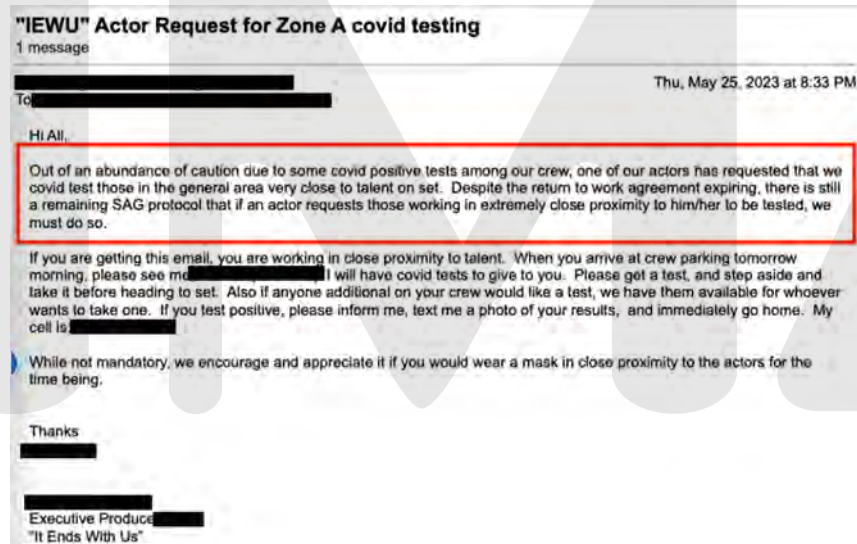 "IEWU" Actor Request for Zone A covid testing
1 message
Thu, May 25, 2023 at 8:33 PM
To
Hi All,
Out of an abundance of caution due to some covid positive tests among our crew, one of our actors has requested that we
covid test those in the general area very close to talent on set. Despite the return to work agreement expiring, there is still
a remaining SAG protocol that if an actor requests those working in extremely close proximity to him/her to be tested, we
must do so.
If you are getting this email, you are working in close proximity to talent. When you arrive at crew parking tomorrow
morning, please see me I will have covid tests to give to you. Please get a test, and step aside and
take it before heading to set. Also if anyone additional on your crew would like a test, we have them available for whoever
wants to take one. If you test positive, please inform me, text me a photo of your results, and immediately go home. My
cell is
While not mandatory, we encourage and appreciate it if you would wear a mask in close proximity to the actors for the
time being.
Thanks
Executive Produce
"It Ends With Us"